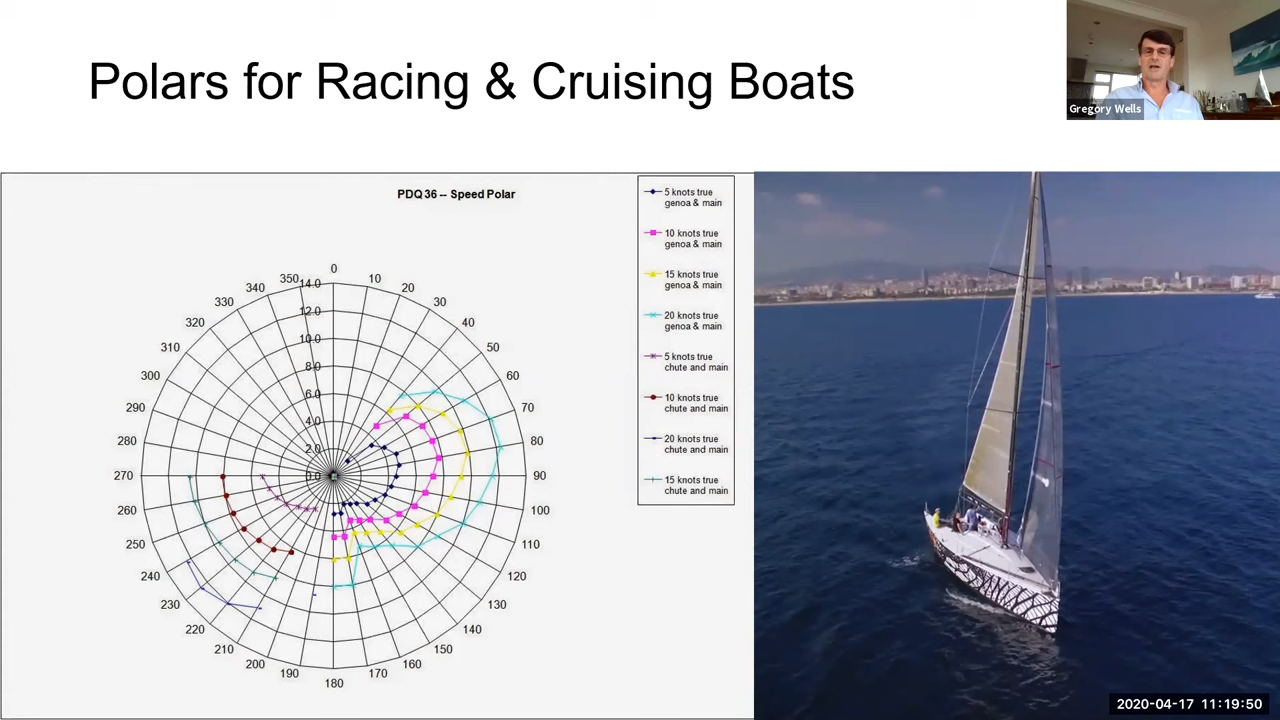 Polars for Racing & Cruising Boats
Gregory Wells
PDQ 36 -- Speed Polar
5 knots true
genoa & main
10 knots true
genoa & main
15 knots true
genoa & main
20 knots true
genoa & main
5 knots true
chute and main
10 knots true
chute and main
20 knots true
chute and main
15 knots true
chute and main
0
10
20
30
40
50
60
70
80
90
100
110
120
130
140
150
160
170
180
190
200
210
220
230
240
250
260
270
280
290
300
310
320
330
340
350
14.0
12.0
10.0
8.0
6.0
4.0
2.0
0.0
2020-04-17 11:19:50